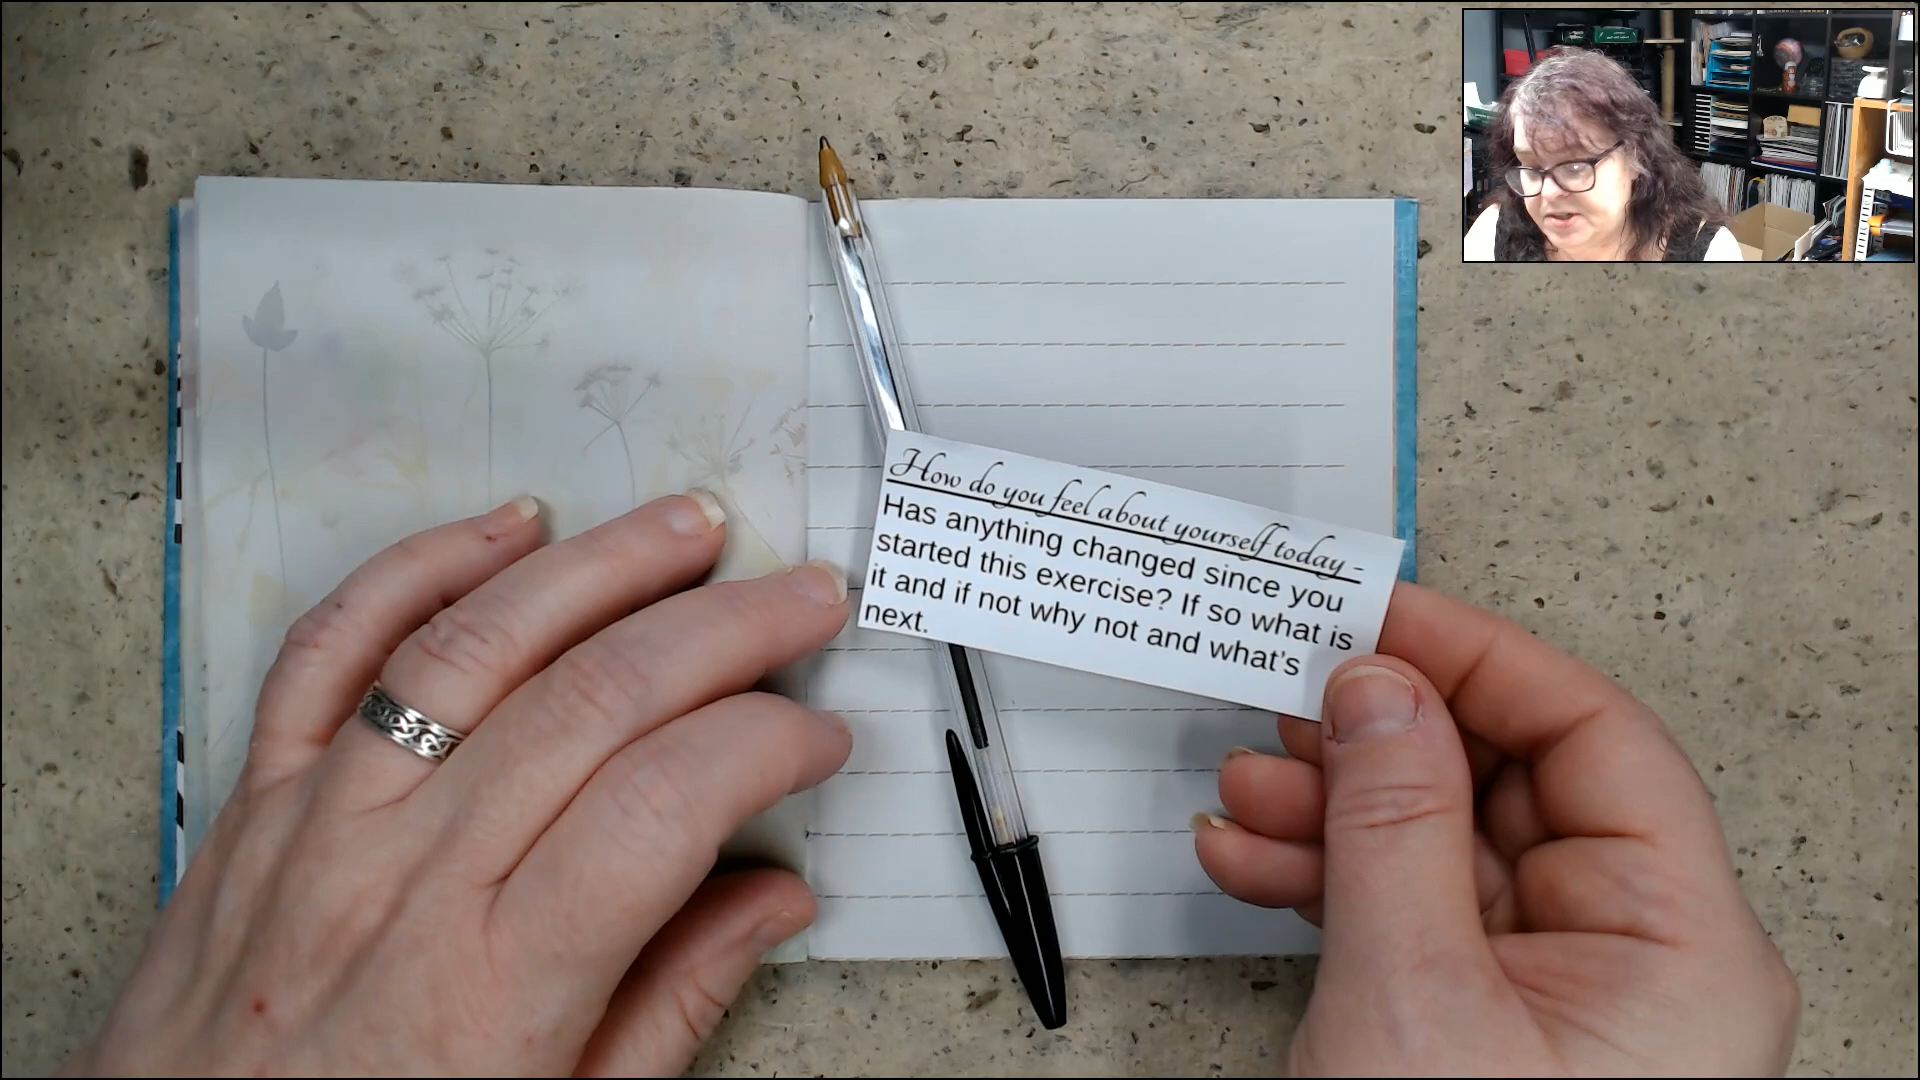 How do you feel about yourself today -
Has anything changed since you
started this exercise? If so what is
it and if not why not and what's
next.